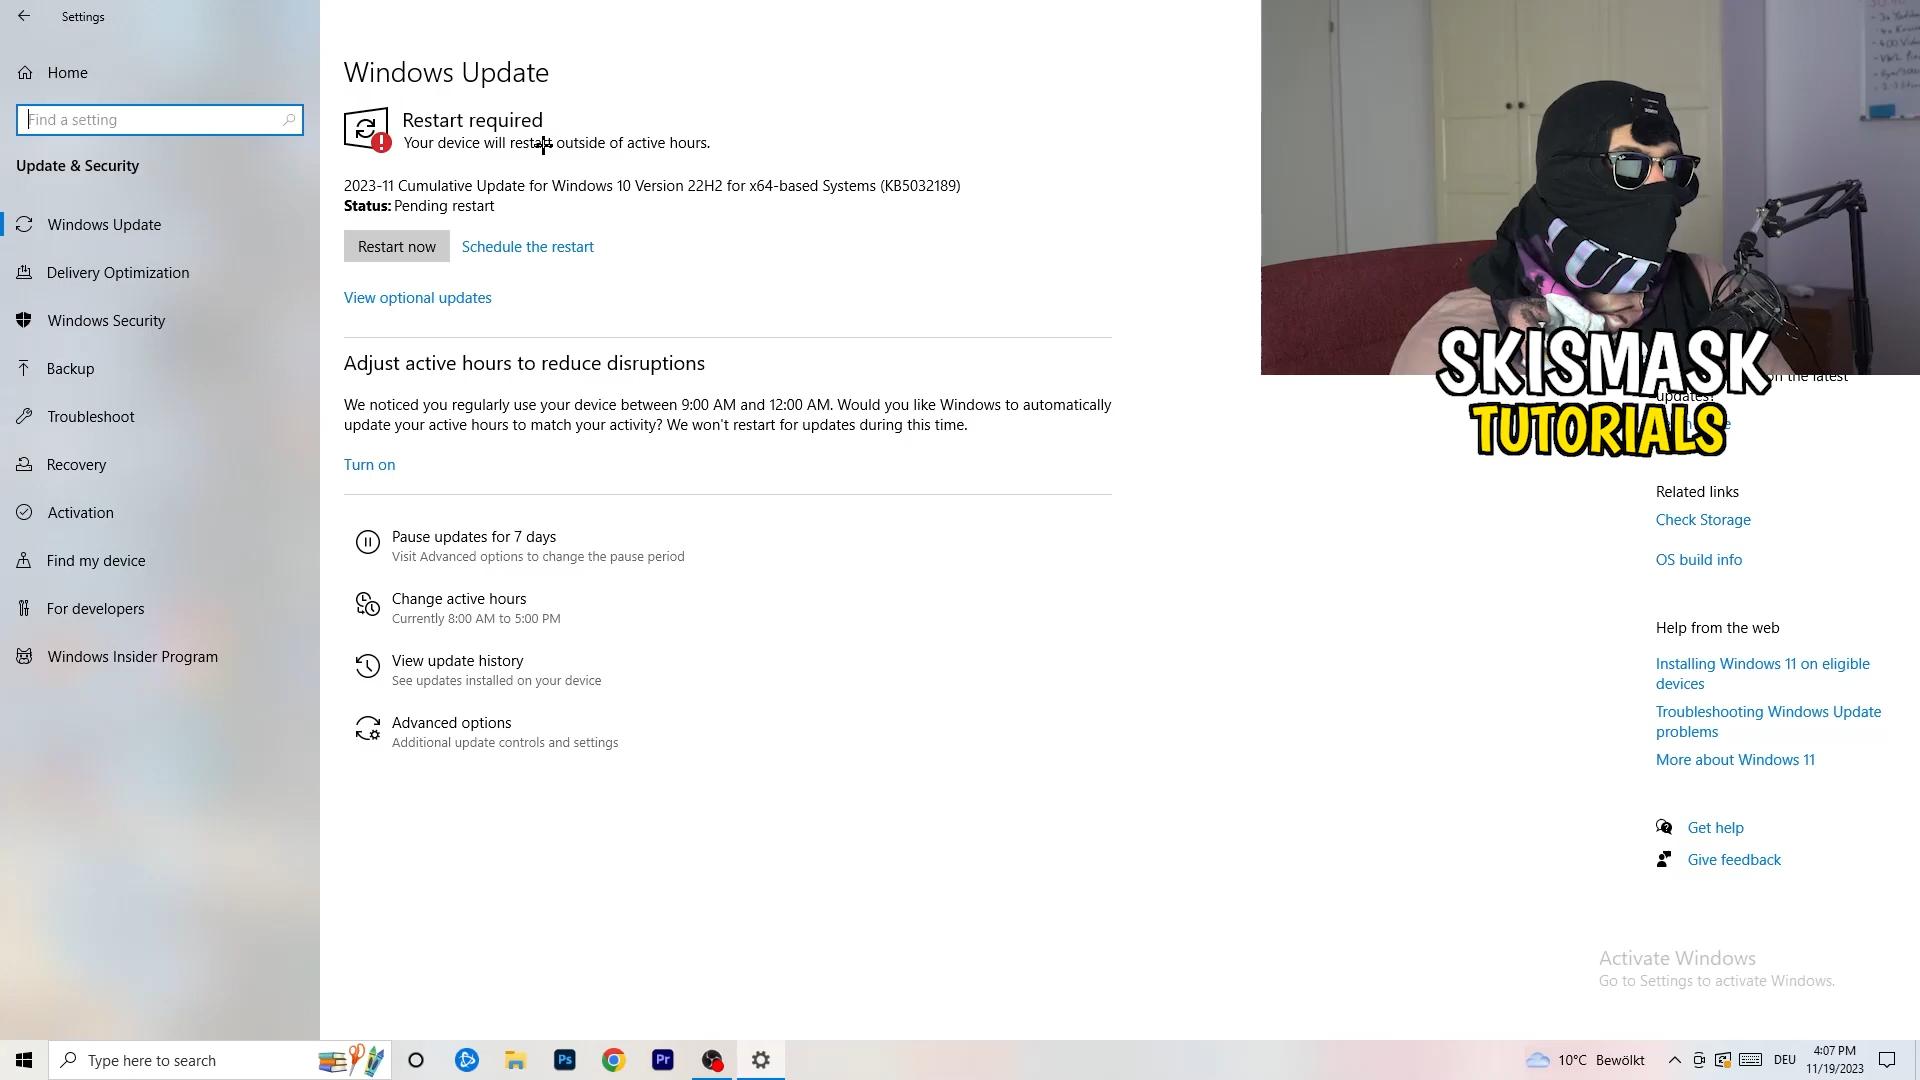 Settings
Home
Find a setting
Update & Security
Windows Update
Delivery Optimization
Windows Security
Backup
Troubleshoot
Recovery
Activation
Find my device
For developers
Windows Insider Program
Windows Update
Restart required
Your device will restart outside of active hours.
2023-11 Cumulative Update for Windows 10 Version 22H2 for x64-based Systems (KB5032189)
Status: Pending restart
Restart now Schedule the restart
View optional updates
Adjust active hours to reduce disruptions
We noticed you regularly use your device between 9:00 AM and 12:00 AM. Would you like Windows to automatically
update your active hours to match your activity? We won't restart for updates during this time.
Turn on
Pause updates for 7 days
Visit Advanced options to change the pause period
Change active hours
Currently 8:00 AM to 5:00 PM
View update history
See updates installed on your device
Advanced options
Additional update controls and settings
SKISMASK
TUTORIALS
on the latest
updates?
Related links
Check Storage
OS build info
Help from the web
Installing Windows 11 on eligible
devices
Troubleshooting Windows Update
problems
More about Windows 11
Get help
Give feedback
Activate Windows
Go to Settings to activate Windows.
Type here to search
Ps
Pr
10°C Bewölkt
DEU
4:07 PM
11/19/2023